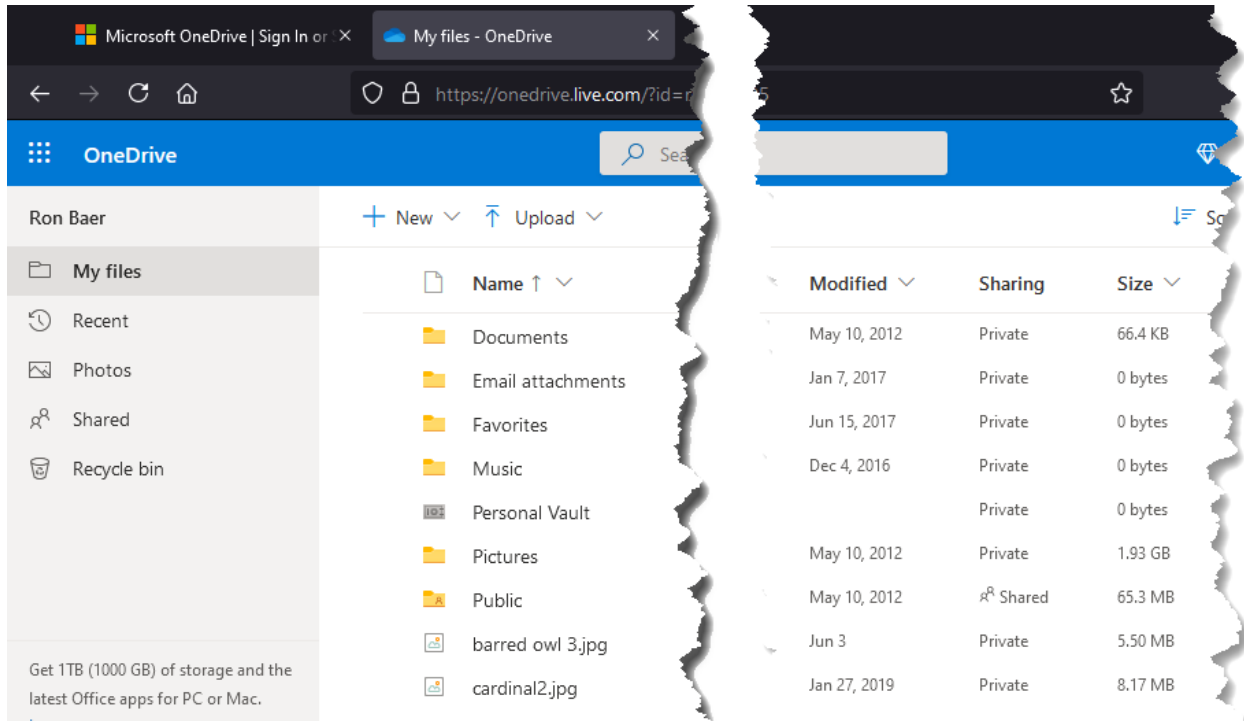 Microsoft OneDrive | Sign In or S
My files - OneDrive
https://onedrive.live.com/?id=r 5
OneDrive
Sea
Ron Baer
New
Upload
So
My files
Recent
Photos
Shared
Recycle bin
Name ↑ Modified Sharing Size
Documents May 10, 2012 Private 66.4 KB
Email attachments Jan 7, 2017 Private 0 bytes
Favorites Jun 15, 2017 Private 0 bytes
Music Dec 4, 2016 Private 0 bytes
Personal Vault Private 0 bytes
Pictures May 10, 2012 Private 1.93 GB
Public May 10, 2012 Shared 65.3 MB
barred owl 3.jpg Jun 3 Private 5.50 MB
cardinal2.jpg Jan 27, 2019 Private 8.17 MB
Get 1TB (1000 GB) of storage and the
latest Office apps for PC or Mac.